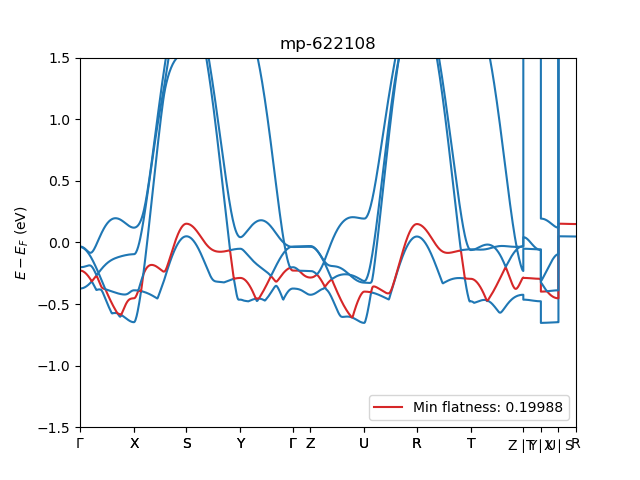 mp-622108
E − E_F (eV)
1.5
1.0
0.5
0.0
−0.5
−1.0
−1.5
Min flatness: 0.19988
Γ X S Y Γ Z U R T Z | T Y | X U | S R